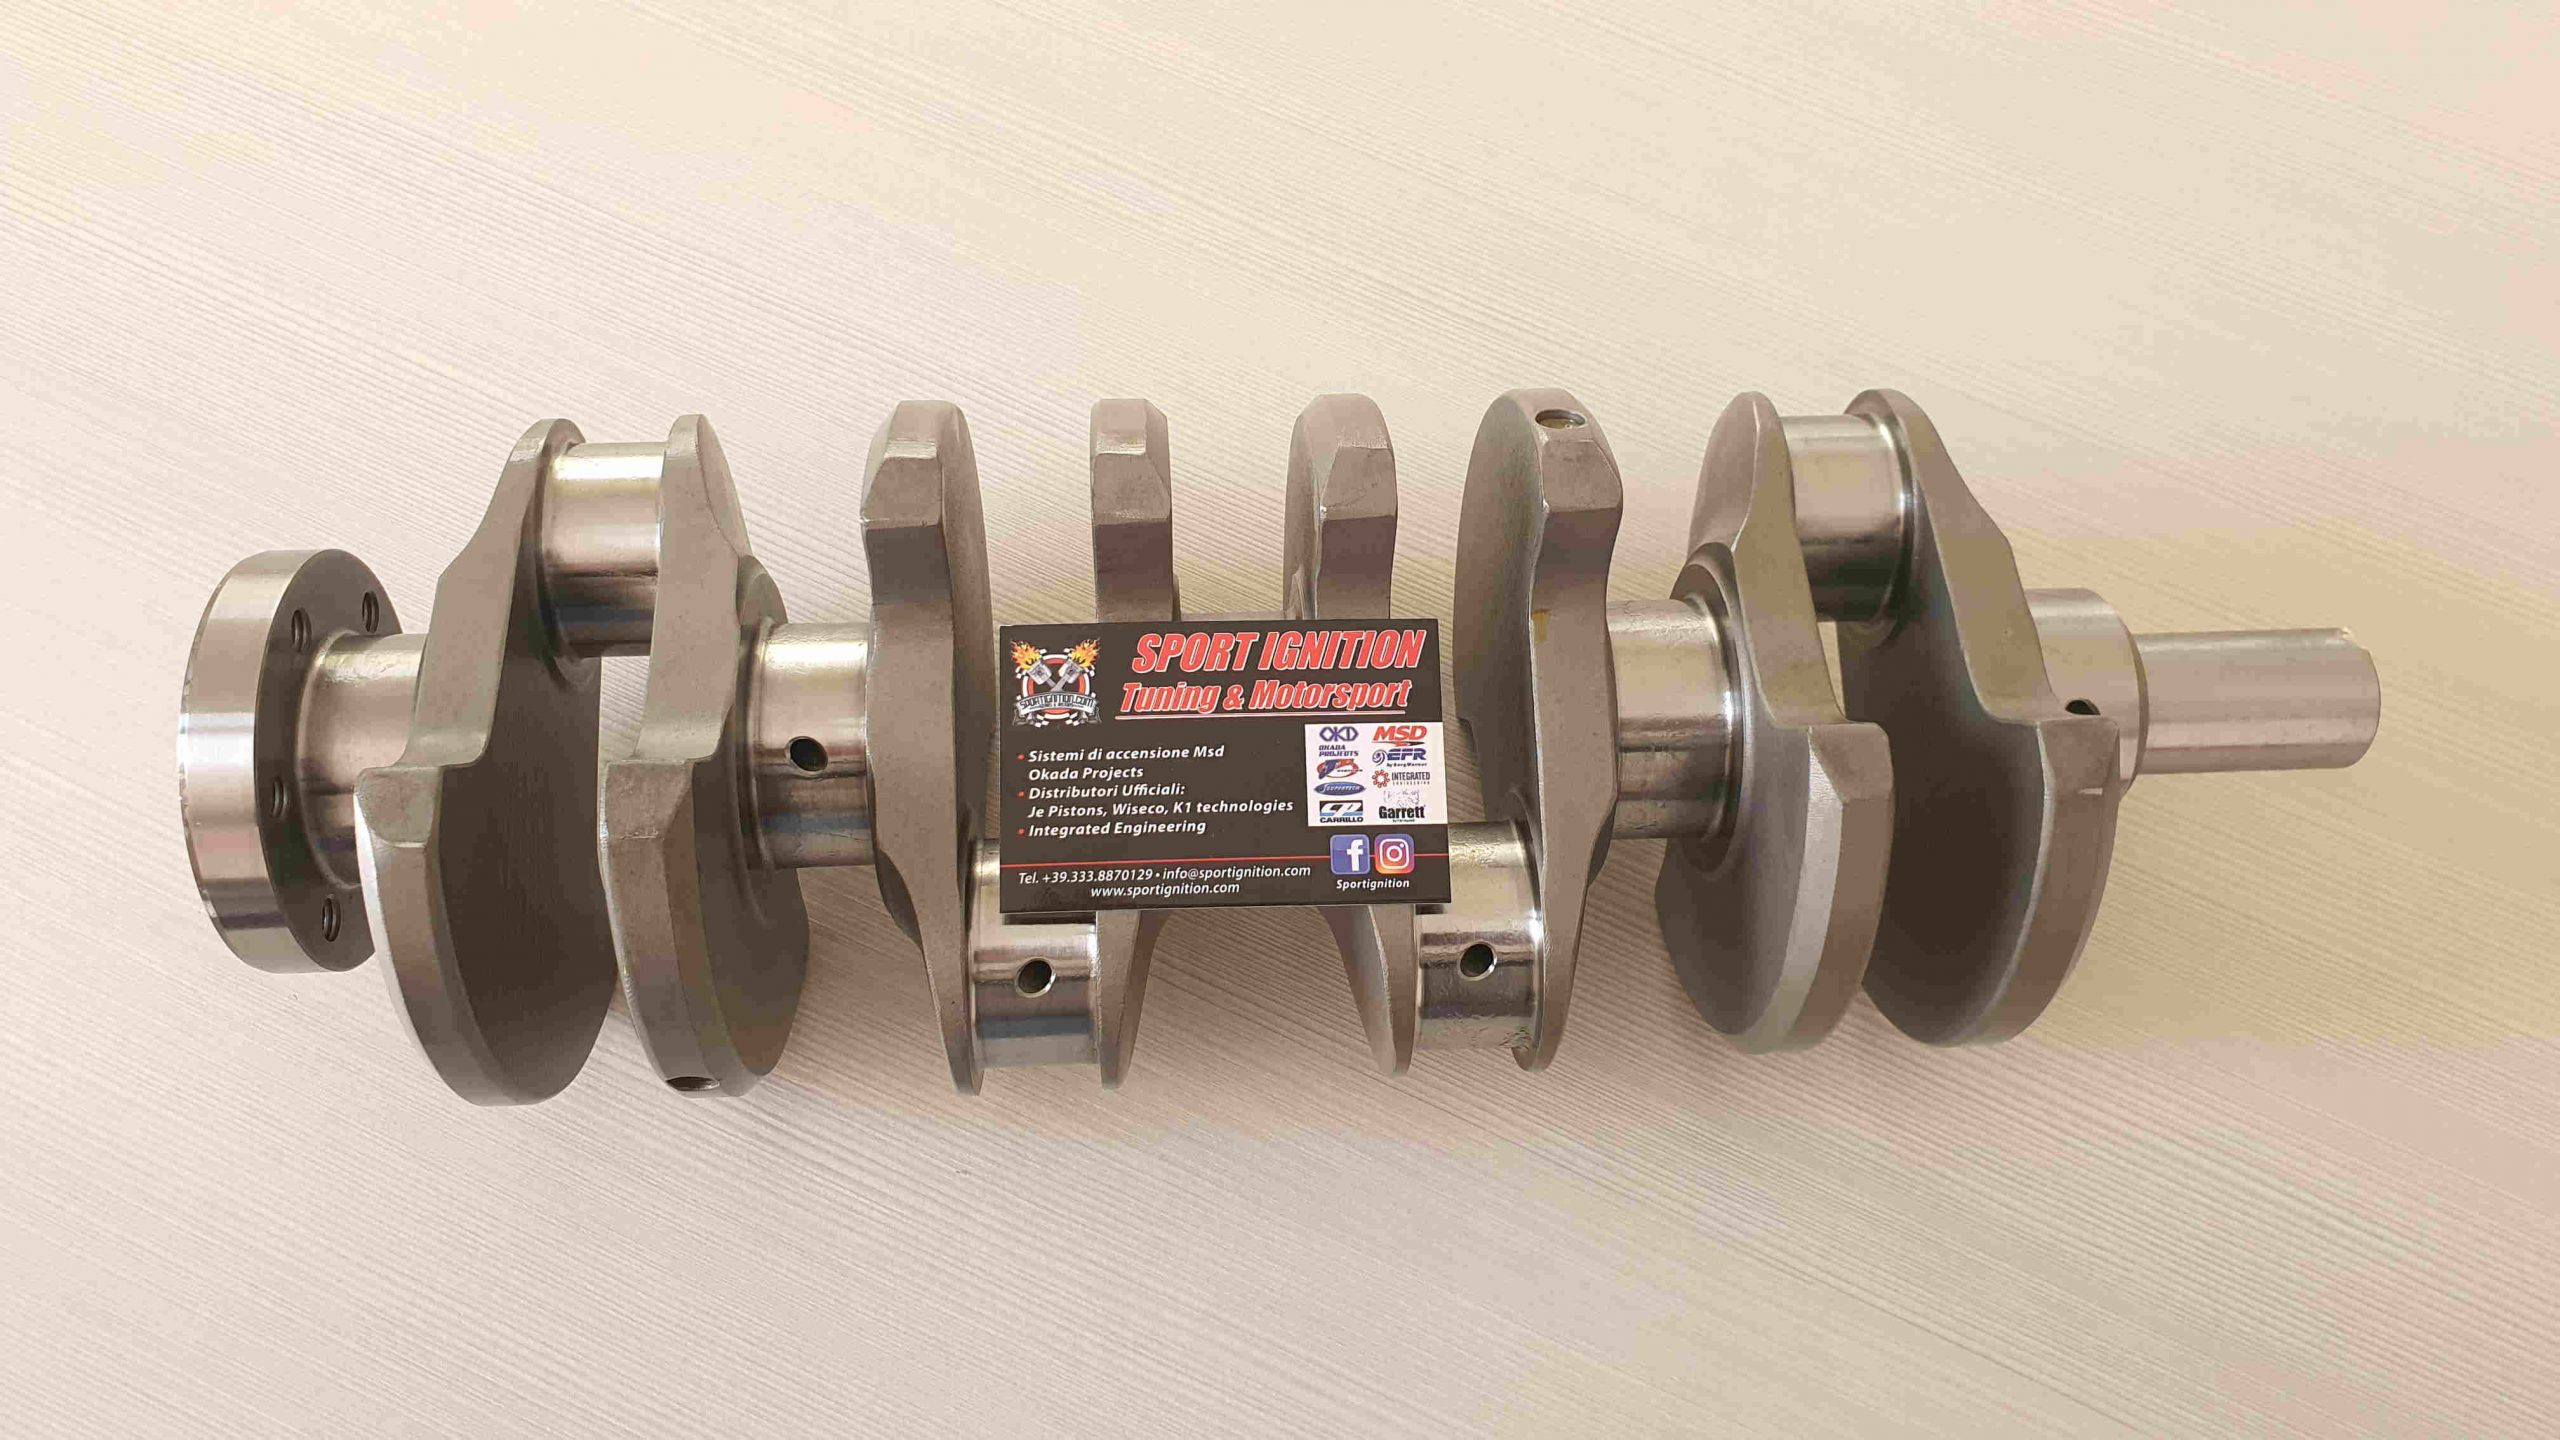 SPORT IGNITION
Tuning & Motorsport
SPORTIGNITION.COM
• Sistemi di accensione Msd
Okada Projects
• Distributori Ufficiali:
Je Pistons, Wiseco, K1 technologies
• Integrated Engineering
OKADA
PROJECTS
MSD
EFR
by BorgWarner
INTEGRATED
ENGINEERING
SUPERTECH
CP
CARRILLO
Garrett
Tel. +39.333.8870129 • info@sportignition.com
www.sportignition.com
Sportignition